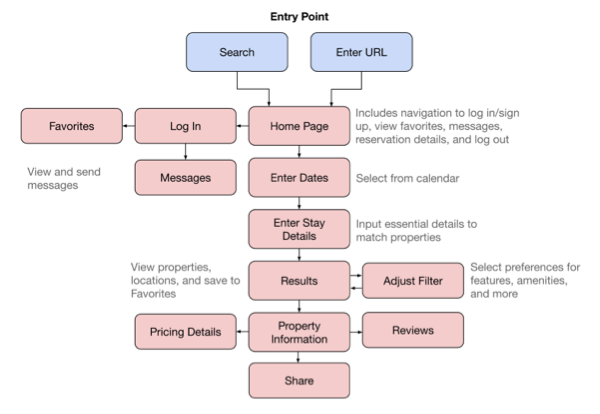 Entry Point
Search
Enter URL
Favorites
Log In
Home Page
Includes navigation to log in/sign
up, view favorites, messages,
reservation details, and log out
View and send
messages
Messages
Enter Dates
Select from calendar
Enter Stay
Details
Input essential details to
match properties
View properties,
locations, and save to
Favorites
Results
Adjust Filter
Select preferences for
features, amenities,
and more
Pricing Details
Property
Information
Reviews
Share